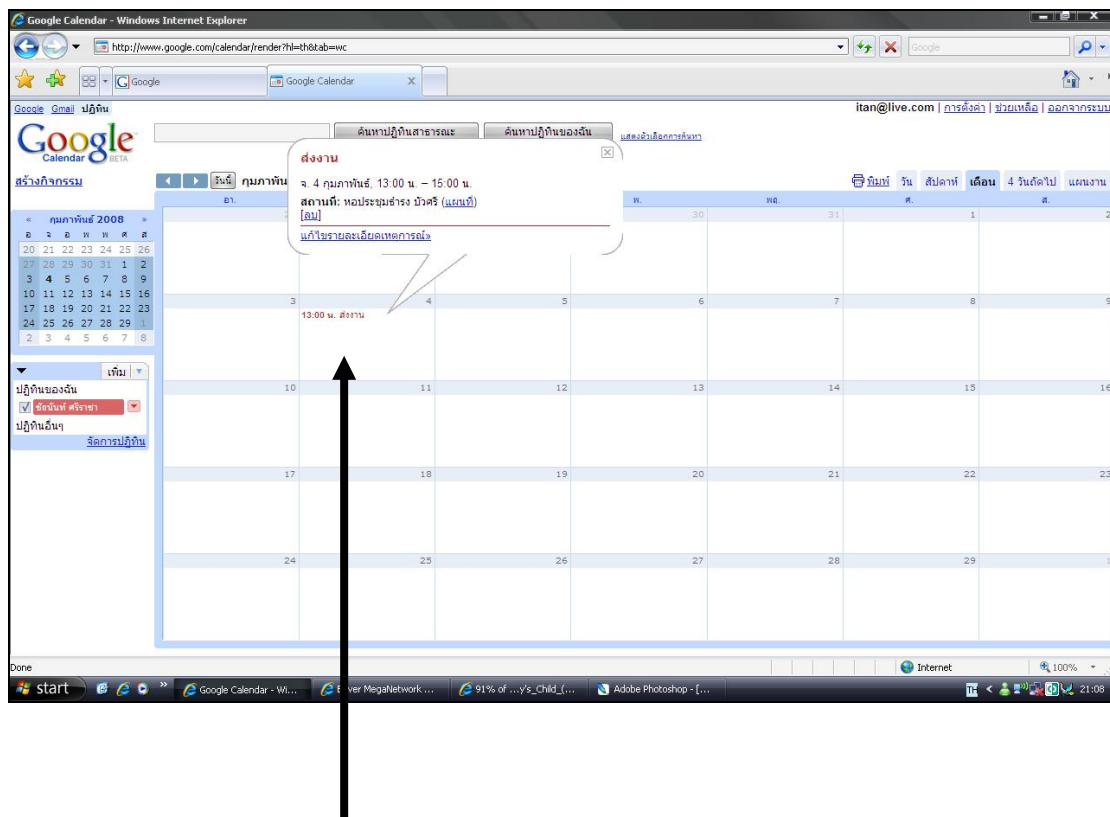 Google Calendar - Windows Internet Explorer
http://www.google.com/calendar/render?hl=th&tab=wc
Google
Google
Google Calendar
X
Google Gmail ปฏิทิน
itan@live.com | การตั้งค่า | ช่วยเหลือ | ออกจากระบบ
Google
Calendar BETA
ค้นหาปฏิทินสาธารณะ
ค้นหาปฏิทินของฉัน
แสดงตัวเลือกการค้นหา
สร้างกิจกรรม
วันนี้ กุมภาพัน
พิมพ์ วัน สัปดาห์ เดือน 4 วันถัดไป แผนงาน
ส่งงาน
จ. 4 กุมภาพันธ์, 13:00 น. – 15:00 น.
สถานที่: หอประชุมธำรง บัวศรี (แผนที่)
[ลบ]
แก้ไขรายละเอียดเหตุการณ์»
อา. พ. พฤ. ศ. ส.
2 30 31 1 2
3 4 5 6 7 8 9
13:00 น. ส่งงาน
10 11 12 13 14 15 16
17 18 19 20 21 22 23
24 25 26 27 28 29 1
« กุมภาพันธ์ 2008 »
อ จ อ พ พ ศ ส
20 21 22 23 24 25 26
27 28 29 30 31 1 2
3 4 5 6 7 8 9
10 11 12 13 14 15 16
17 18 19 20 21 22 23
24 25 26 27 28 29 1
2 3 4 5 6 7 8
เพิ่ม
ปฏิทินของฉัน
ศรีราชา
ปฏิทินอื่นๆ
จัดการปฏิทิน
Done
Internet
100%
start
Google Calendar - Wi...
ver MegaNetwork ...
91% of ...y's_Child_(...
Adobe Photoshop - [...
TH
21:08